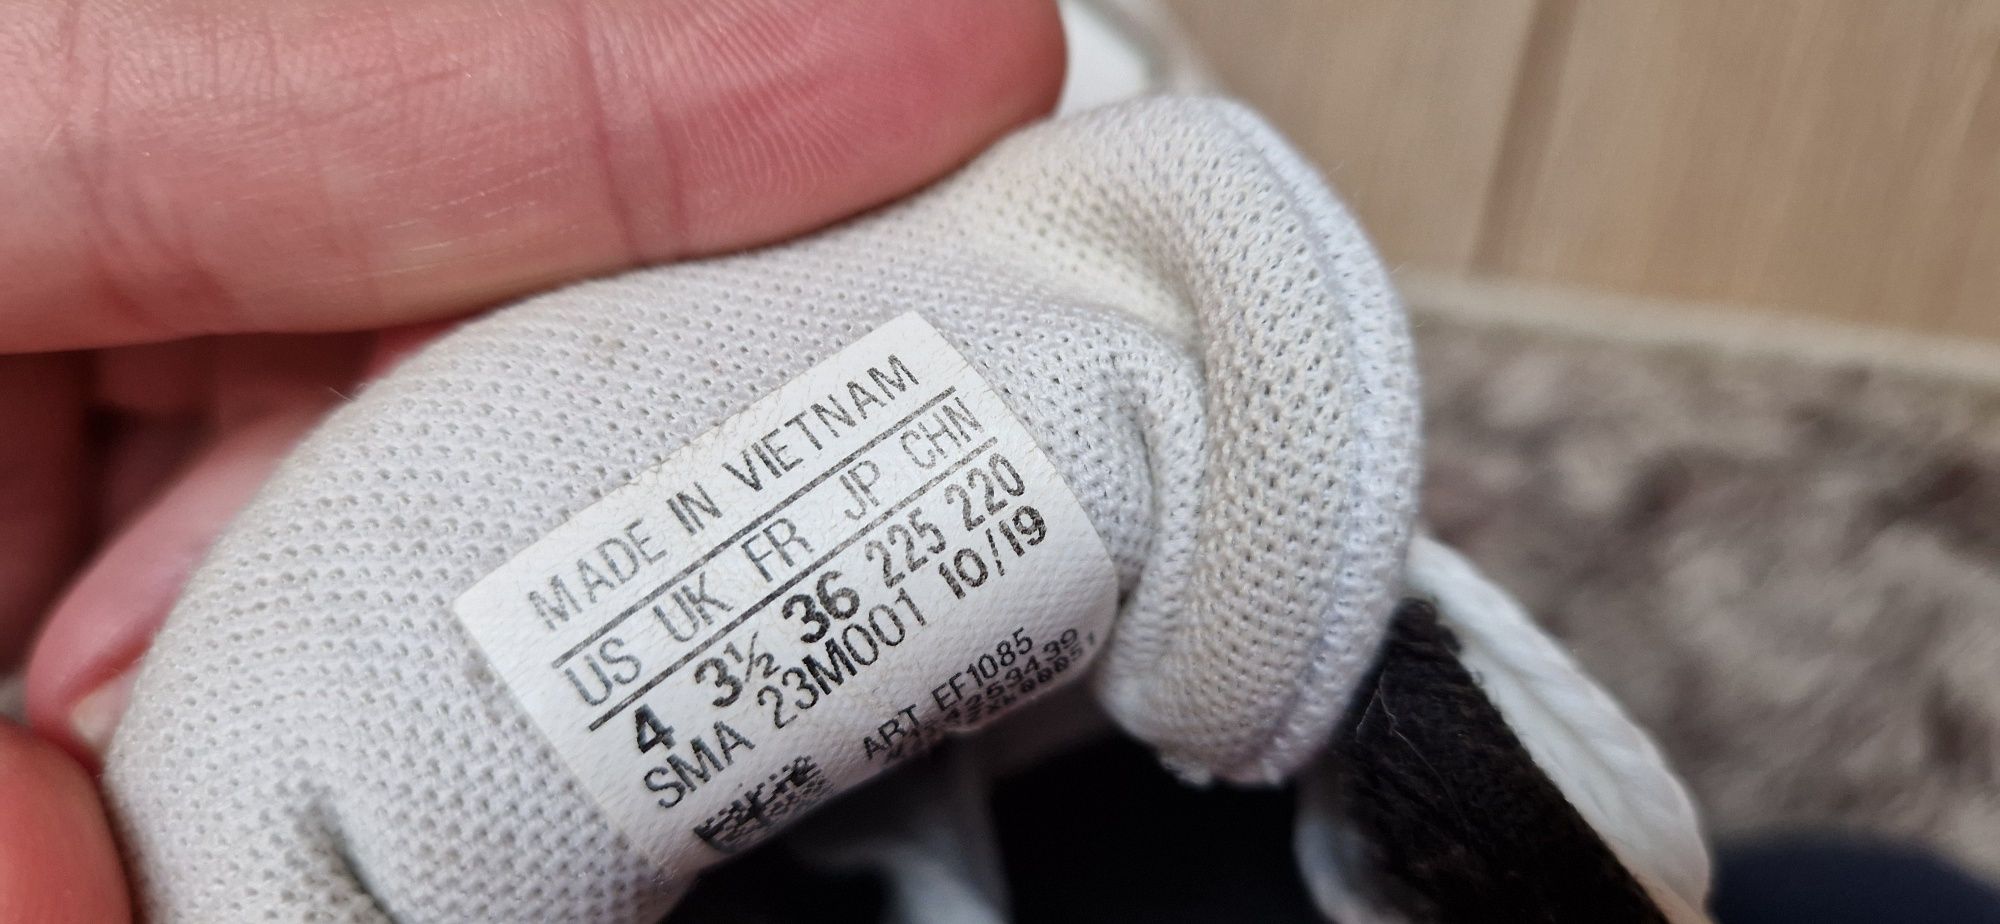 MADE IN VIETNAM
US UK FR JP CHN
4 3½ 36 225 220
SMA 23M001 10/19
ART EF1085